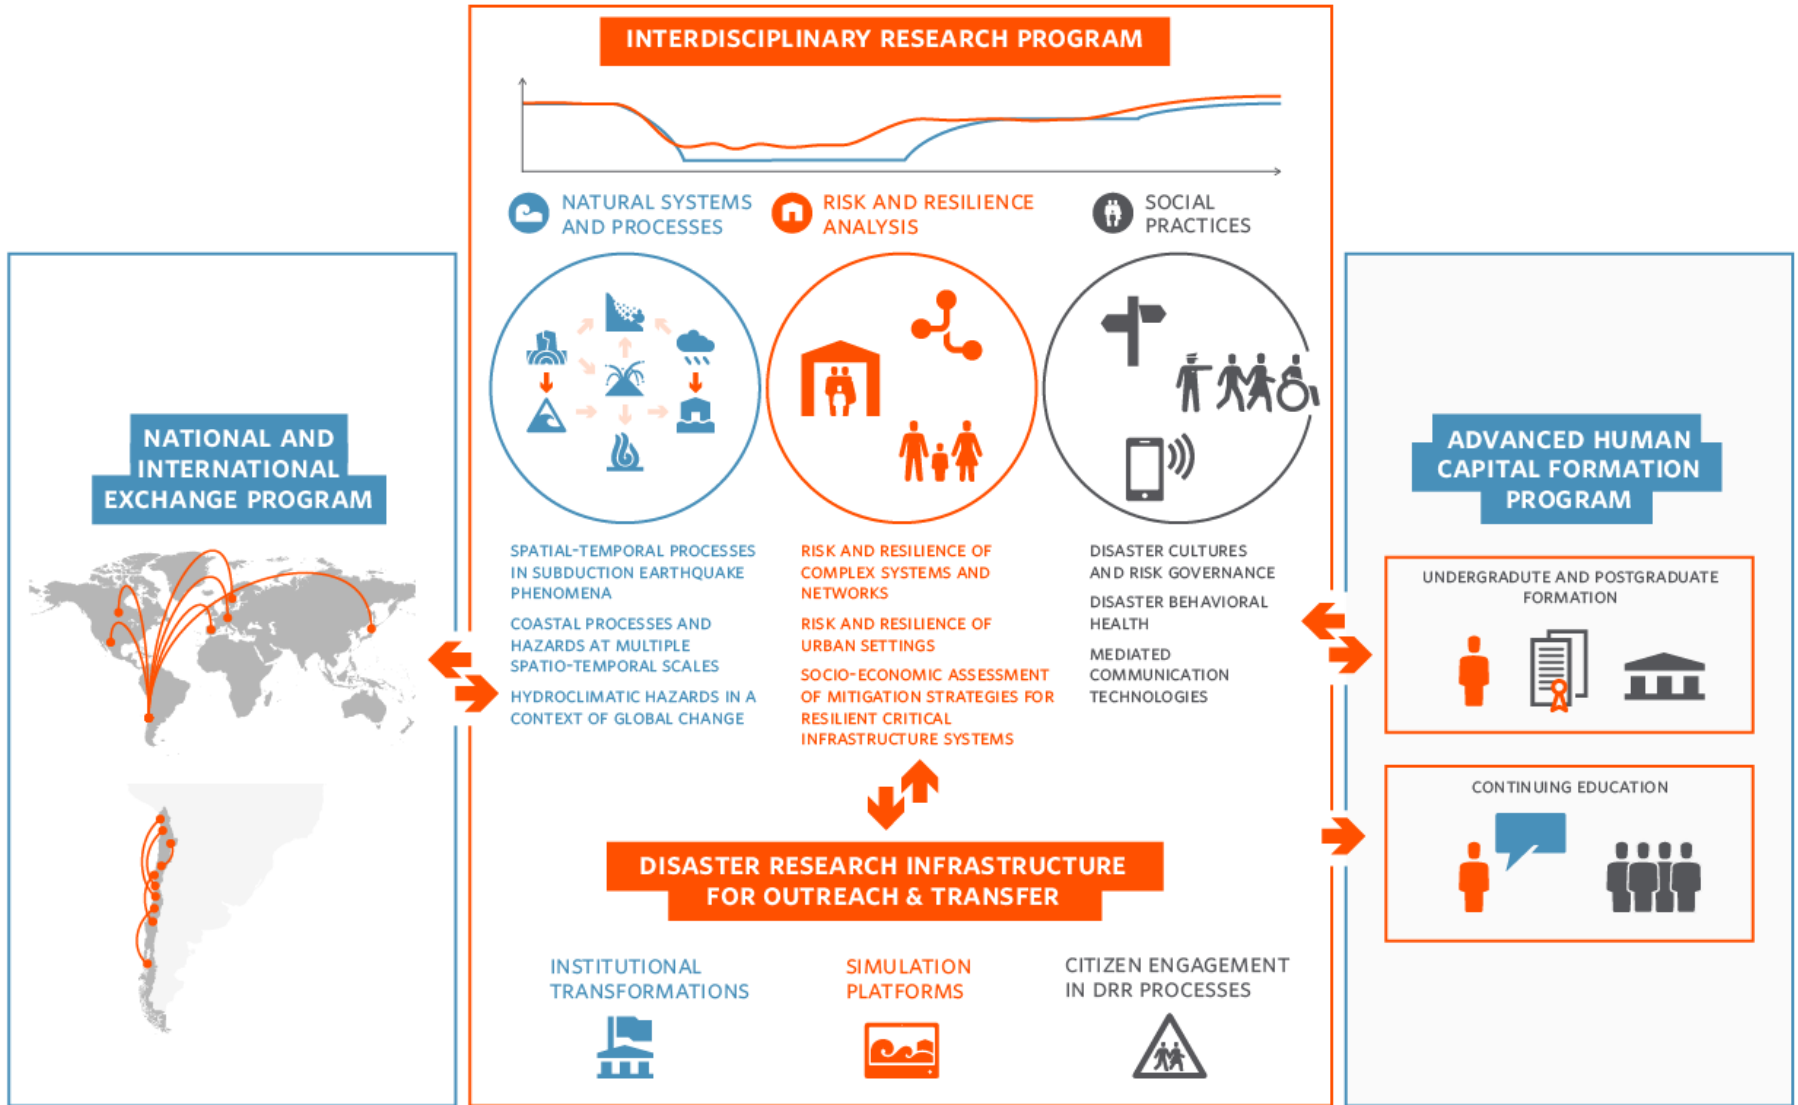 INTERDISCIPLINARY RESEARCH PROGRAM
NATURAL SYSTEMS
AND PROCESSES
RISK AND RESILIENCE
ANALYSIS
SOCIAL
PRACTICES
NATIONAL AND
INTERNATIONAL
EXCHANGE PROGRAM
SPATIAL-TEMPORAL PROCESSES
IN SUBDUCTION EARTHQUAKE
PHENOMENA
COASTAL PROCESSES AND
HAZARDS AT MULTIPLE
SPATIO-TEMPORAL SCALES
HYDROCLIMATIC HAZARDS IN A
CONTEXT OF GLOBAL CHANGE
RISK AND RESILIENCE OF
COMPLEX SYSTEMS AND
NETWORKS
RISK AND RESILIENCE OF
URBAN SETTINGS
SOCIO-ECONOMIC ASSESSMENT
OF MITIGATION STRATEGIES FOR
RESILIENT CRITICAL
INFRASTRUCTURE SYSTEMS
DISASTER CULTURES
AND RISK GOVERNANCE
DISASTER BEHAVIORAL
HEALTH
MEDIATED
COMMUNICATION
TECHNOLOGIES
DISASTER RESEARCH INFRASTRUCTURE
FOR OUTREACH & TRANSFER
INSTITUTIONAL
TRANSFORMATIONS
SIMULATION
PLATFORMS
CITIZEN ENGAGEMENT
IN DRR PROCESSES
ADVANCED HUMAN
CAPITAL FORMATION
PROGRAM
UNDERGRADUTE AND POSTGRADUATE
FORMATION
CONTINUING EDUCATION